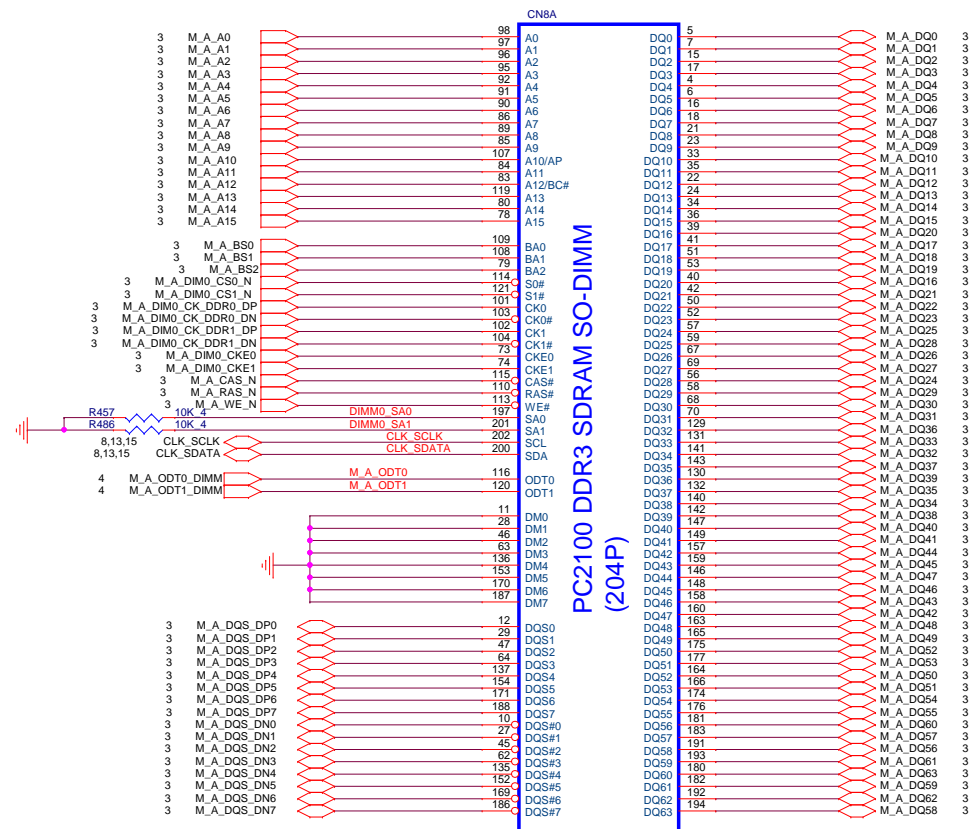 CN8A
3 M_A_A0 98 A0 DQ0 5 M_A_DQ0 3
3 M_A_A1 97 A1 DQ1 7 M_A_DQ1 3
3 M_A_A2 96 A2 DQ2 15 M_A_DQ2 3
3 M_A_A3 95 A3 DQ3 17 M_A_DQ3 3
3 M_A_A4 92 A4 DQ4 4 M_A_DQ4 3
3 M_A_A5 91 A5 DQ5 6 M_A_DQ5 3
3 M_A_A6 90 A6 DQ6 16 M_A_DQ6 3
3 M_A_A7 86 A7 DQ7 18 M_A_DQ7 3
3 M_A_A8 89 A8 DQ8 21 M_A_DQ8 3
3 M_A_A9 85 A9 DQ9 23 M_A_DQ9 3
3 M_A_A10 107 A10/AP DQ10 33 M_A_DQ10 3
3 M_A_A11 84 A11 DQ11 35 M_A_DQ11 3
3 M_A_A12 83 A12/BC# DQ12 22 M_A_DQ12 3
3 M_A_A13 119 A13 DQ13 24 M_A_DQ13 3
3 M_A_A14 80 A14 DQ14 34 M_A_DQ14 3
3 M_A_A15 78 A15 DQ15 36 M_A_DQ15 3
DQ16 39 M_A_DQ20 3
3 M_A_BS0 109 BA0 DQ17 41 M_A_DQ17 3
3 M_A_BS1 108 BA1 DQ18 51 M_A_DQ18 3
3 M_A_BS2 79 BA2 DQ19 53 M_A_DQ19 3
3 M_A_DIM0_CS0_N 114 S0# DQ20 40 M_A_DQ16 3
3 M_A_DIM0_CS1_N 121 S1# DQ21 42 M_A_DQ21 3
3 M_A_DIM0_CK_DDR0_DP 101 CK0 DQ22 50 M_A_DQ22 3
3 M_A_DIM0_CK_DDR0_DN 103 CK0# DQ23 52 M_A_DQ23 3
3 M_A_DIM0_CK_DDR1_DP 102 CK1 DQ24 57 M_A_DQ25 3
3 M_A_DIM0_CK_DDR1_DN 104 CK1# DQ25 59 M_A_DQ28 3
3 M_A_DIM0_CKE0 73 CKE0 DQ26 67 M_A_DQ26 3
3 M_A_DIM0_CKE1 74 CKE1 DQ27 69 M_A_DQ27 3
3 M_A_CAS_N 115 CAS# DQ28 56 M_A_DQ24 3
3 M_A_RAS_N 110 RAS# DQ29 58 M_A_DQ29 3
3 M_A_WE_N 113 WE# DQ30 68 M_A_DQ30 3
R457 10K_4 DIMM0_SA0 197 SA0 DQ31 70 M_A_DQ31 3
R486 10K_4 DIMM0_SA1 201 SA1 DQ32 129 M_A_DQ36 3
8,13,15 CLK_SCLK CLK_SCLK 202 SCL DQ33 131 M_A_DQ33 3
8,13,15 CLK_SDATA CLK_SDATA 200 SDA DQ34 141 M_A_DQ32 3
DQ35 143 M_A_DQ37 3
4 M_A_ODT0_DIMM M_A_ODT0 116 ODT0 DQ36 130 M_A_DQ39 3
4 M_A_ODT1_DIMM M_A_ODT1 120 ODT1 DQ37 132 M_A_DQ35 3
DQ38 140 M_A_DQ34 3
11 DM0 DQ39 142 M_A_DQ38 3
28 DM1 DQ40 147 M_A_DQ40 3
46 DM2 DQ41 149 M_A_DQ41 3
63 DM3 DQ42 157 M_A_DQ44 3
136 DM4 DQ43 159 M_A_DQ45 3
153 DM5 DQ44 146 M_A_DQ47 3
170 DM6 DQ45 148 M_A_DQ46 3
187 DM7 DQ46 158 M_A_DQ43 3
DQ47 160 M_A_DQ42 3
3 M_A_DQS_DP0 12 DQS0 DQ48 163 M_A_DQ48 3
3 M_A_DQS_DP1 29 DQS1 DQ49 165 M_A_DQ49 3
3 M_A_DQS_DP2 47 DQS2 DQ50 175 M_A_DQ52 3
3 M_A_DQS_DP3 64 DQS3 DQ51 177 M_A_DQ53 3
3 M_A_DQS_DP4 137 DQS4 DQ52 164 M_A_DQ50 3
3 M_A_DQS_DP5 154 DQS5 DQ53 166 M_A_DQ51 3
3 M_A_DQS_DP6 171 DQS6 DQ54 174 M_A_DQ54 3
3 M_A_DQS_DP7 188 DQS7 DQ55 176 M_A_DQ55 3
3 M_A_DQS_DN0 10 DQS#0 DQ56 181 M_A_DQ60 3
3 M_A_DQS_DN1 27 DQS#1 DQ57 183 M_A_DQ57 3
3 M_A_DQS_DN2 45 DQS#2 DQ58 191 M_A_DQ56 3
3 M_A_DQS_DN3 62 DQS#3 DQ59 193 M_A_DQ61 3
3 M_A_DQS_DN4 135 DQS#4 DQ60 180 M_A_DQ63 3
3 M_A_DQS_DN5 152 DQS#5 DQ61 182 M_A_DQ59 3
3 M_A_DQS_DN6 169 DQS#6 DQ62 192 M_A_DQ62 3
3 M_A_DQS_DN7 186 DQS#7 DQ63 194 M_A_DQ58 3
PC2100 DDR3 SDRAM SO-DIMM
(204P)